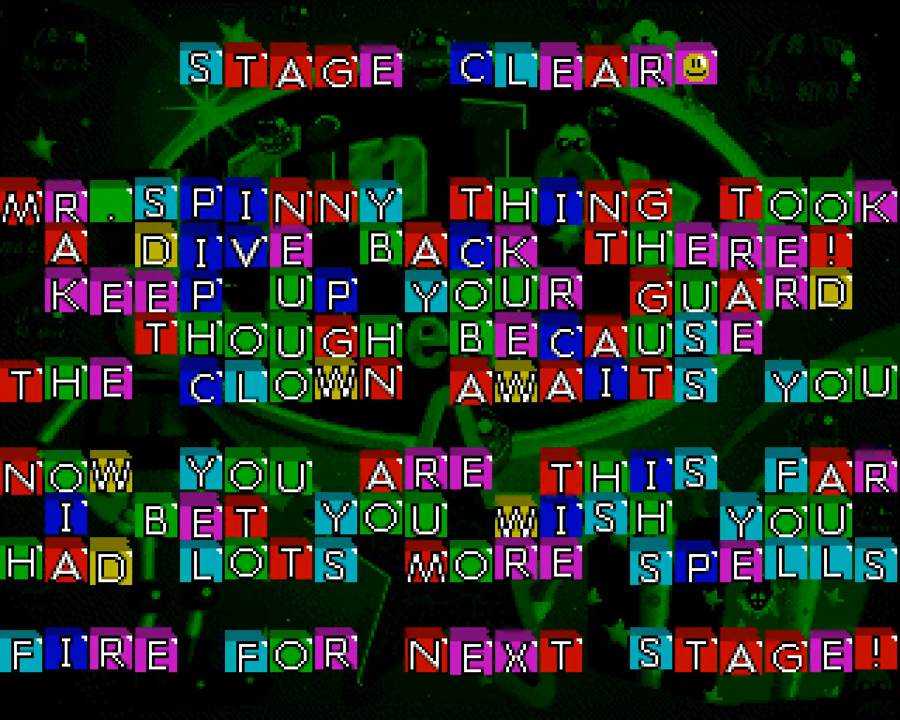 STAGE CLEAR☺
MR.SPINNY THING TOOK
A DIVE BACK THERE!
KEEP UP YOUR GUARD
THOUGH BECAUSE
THE CLOWN AWAITS YOU
NOW YOU ARE THIS FAR
I BET YOU WISH YOU
HAD LOTS MORE SPELLS
FIRE FOR NEXT STAGE!